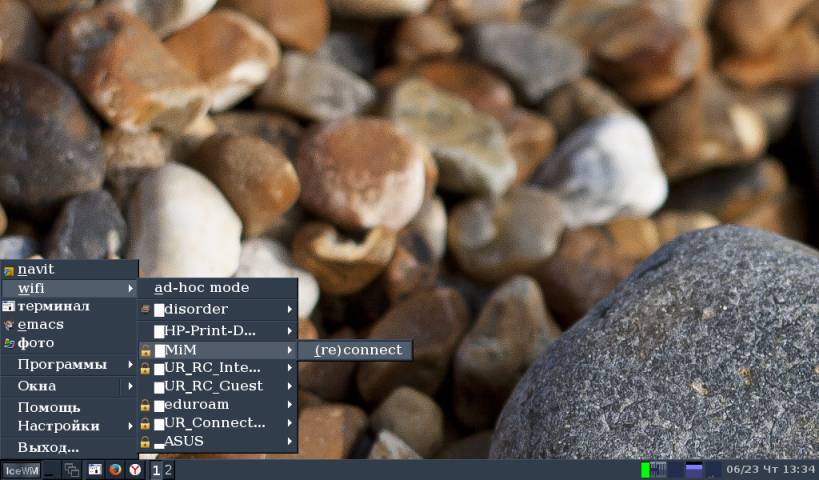 navit
wifi
терминал
emacs
фото
Программы
Окна
Помощь
Настройки
Выход...
ad-hoc mode
disorder
HP-Print-D...
MiM
UR_RC_Inte...
UR_RC_Guest
eduroam
UR_Connect...
ASUS
(re)connect
IceWM
1 2
06/23 Чт 13:34